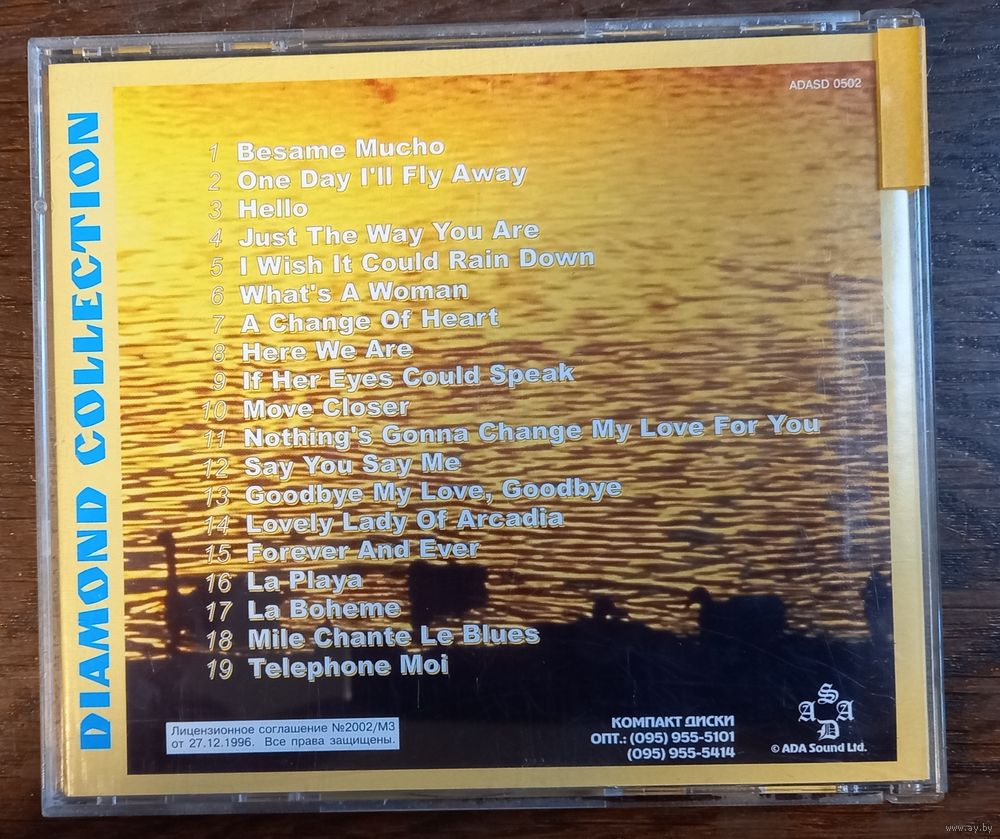 DIAMOND COLLECTION
ADASD 0502
1 Besame Mucho
2 One Day I'll Fly Away
3 Hello
4 Just The Way You Are
5 I Wish It Could Rain Down
6 What's A Woman
7 A Change Of Heart
8 Here We Are
9 If Her Eyes Could Speak
10 Move Closer
11 Nothing's Gonna Change My Love For You
12 Say You Say Me
13 Goodbye My Love, Goodbye
14 Lovely Lady Of Arcadia
15 Forever And Ever
16 La Playa
17 La Boheme
18 Mile Chante Le Blues
19 Telephone Moi
Лицензионное соглашение №2002/МЗ
от 27.12.1996. Все права защищены.
КОМПАКТ ДИСКИ
ОПТ.: (095) 955-5101
(095) 955-5414
S
A A
D
© ADA Sound Ltd.
www.ay.by